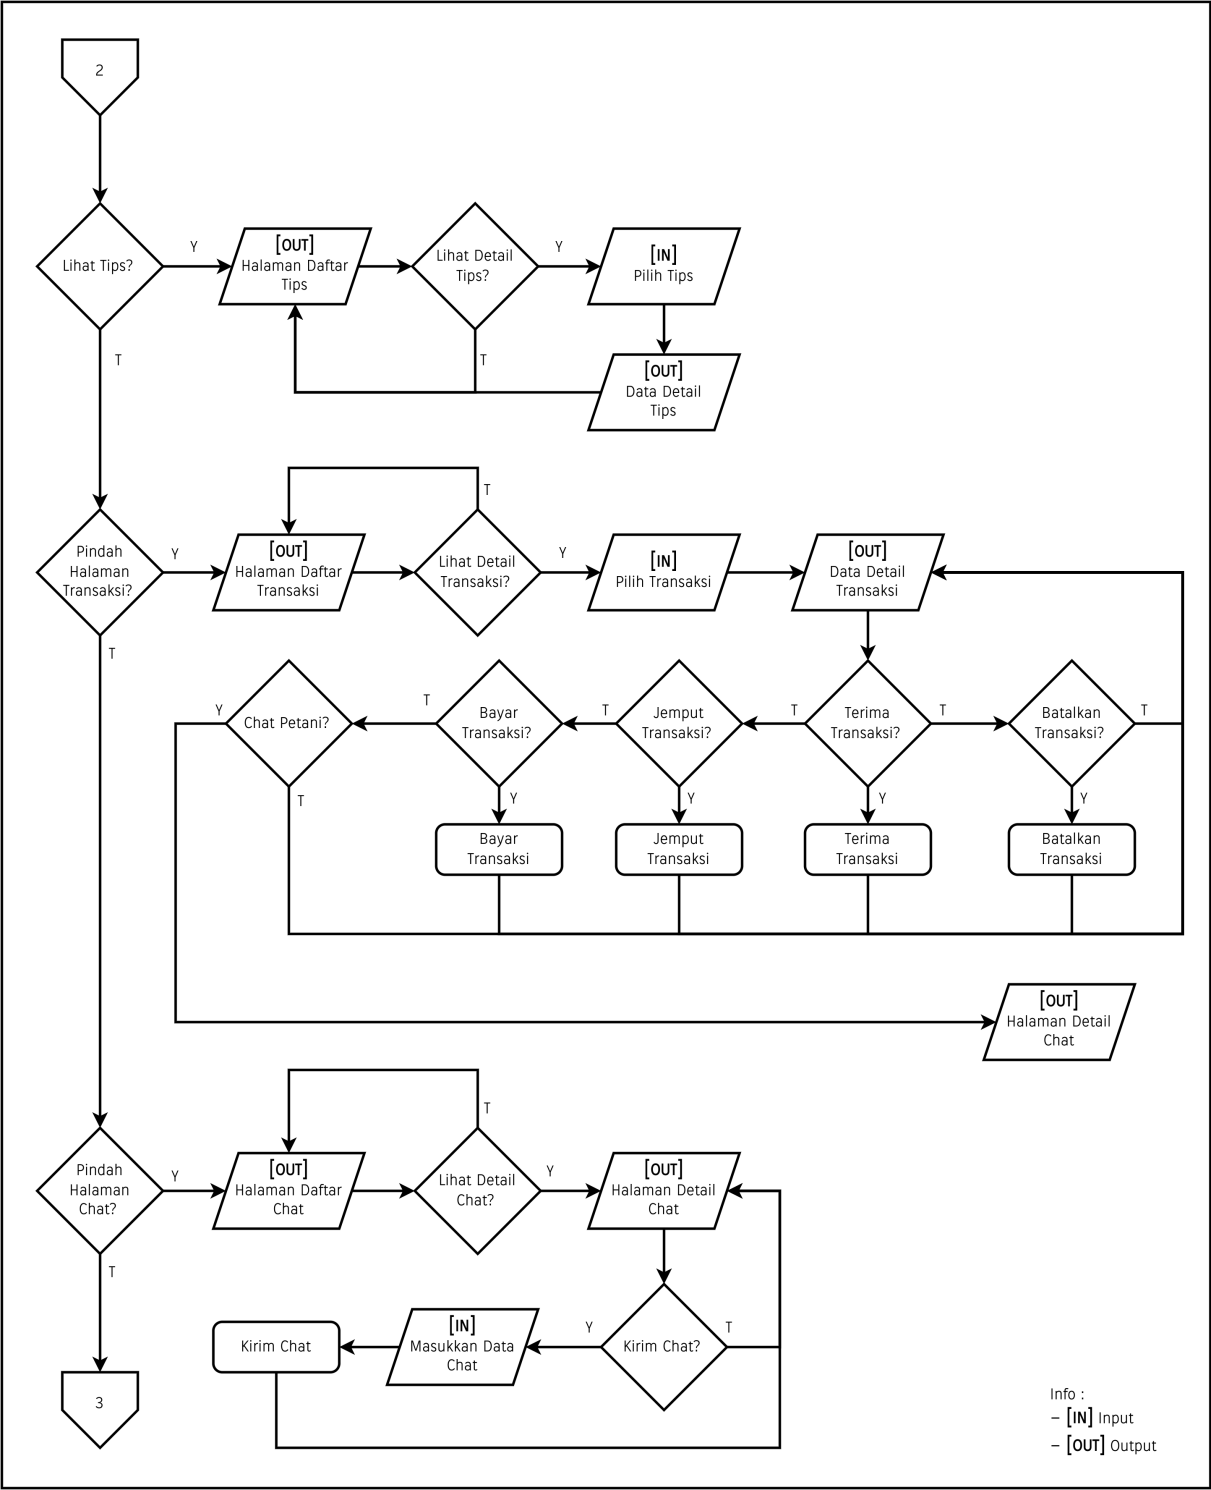 2
Lihat Tips?
Y
T
[OUT]
Halaman Daftar
Tips
Lihat Detail
Tips?
Y
T
[IN]
Pilih Tips
[OUT]
Data Detail
Tips
Pindah
Halaman
Transaksi?
Y
T
[OUT]
Halaman Daftar
Transaksi
T
Lihat Detail
Transaksi?
Y
[IN]
Pilih Transaksi
[OUT]
Data Detail
Transaksi
Y
Chat Petani?
T
T
Bayar
Transaksi?
Y
T
Jemput
Transaksi?
Y
T
Terima
Transaksi?
Y
T
Batalkan
Transaksi?
Y
T
Bayar
Transaksi
Jemput
Transaksi
Terima
Transaksi
Batalkan
Transaksi
[OUT]
Halaman Detail
Chat
Pindah
Halaman
Chat?
Y
T
[OUT]
Halaman Daftar
Chat
T
Lihat Detail
Chat?
Y
[OUT]
Halaman Detail
Chat
Kirim Chat
[IN]
Masukkan Data
Chat
Y
Kirim Chat?
T
3
Info :
– [IN] Input
– [OUT] Output